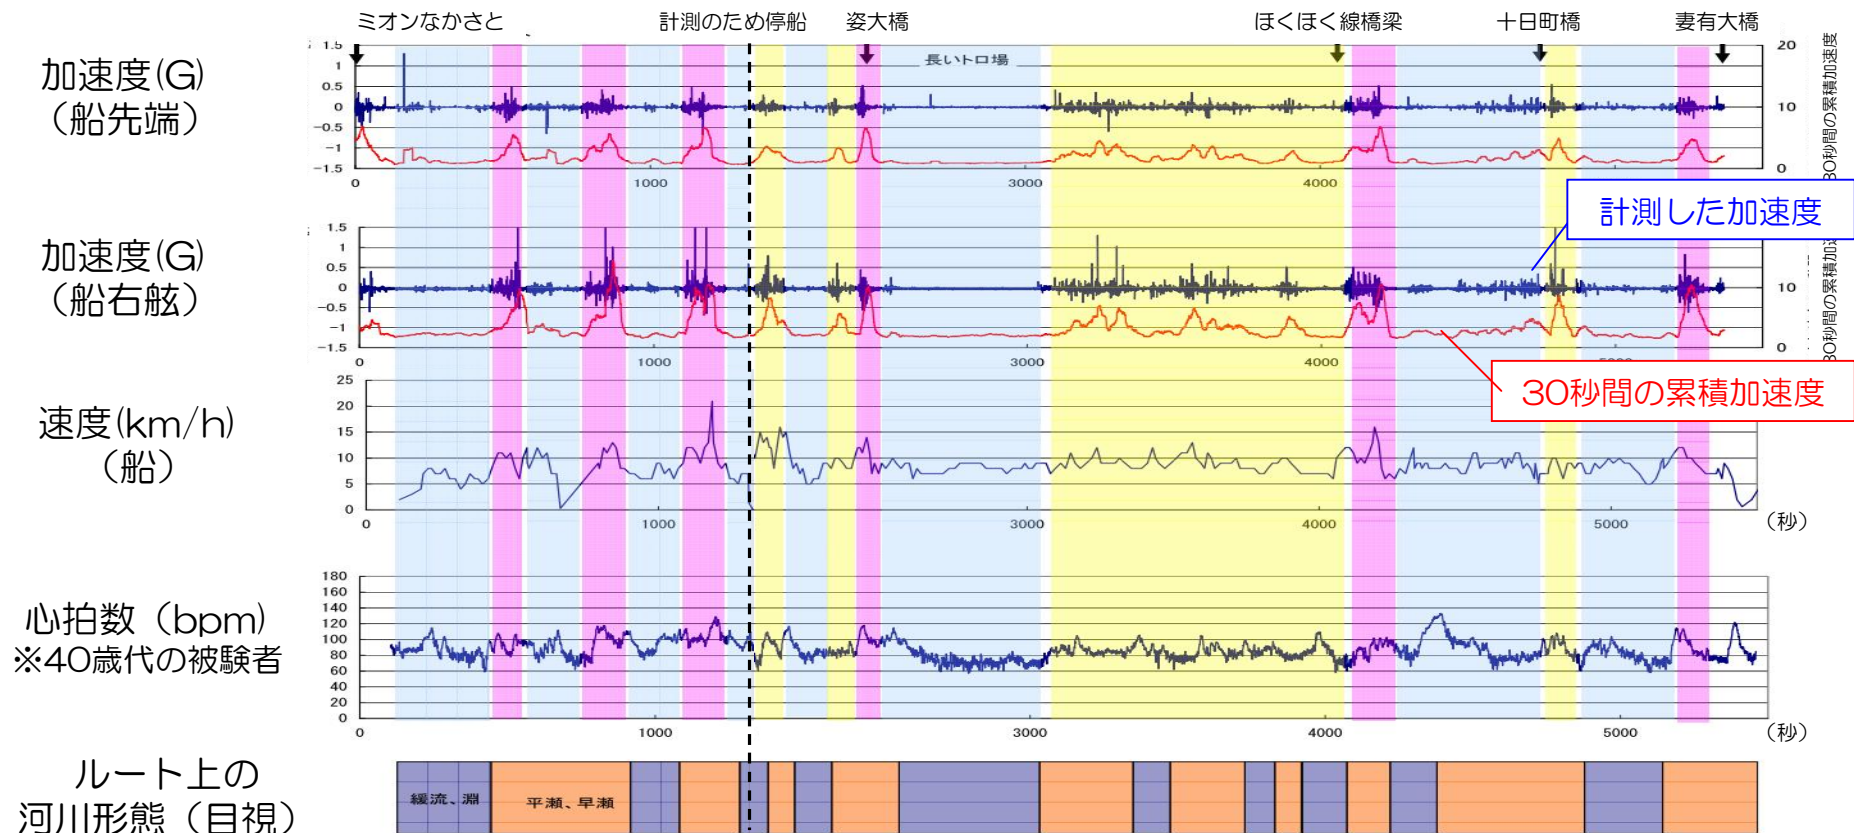 ミオンなかさと 計測のため停船 姿大橋 ほくほく線橋梁 十日町橋 妻有大橋
加速度(G)
（船先端）
1.5
1
0.5
0
−0.5
−1
−1.5
長いトロ場
20
10
0
30秒間の累積加速度
0 1000 3000 4000
計測した加速度
加速度(G)
（船右舷）
1.5
1
0.5
0
−0.5
−1
−1.5
10
0
0 1000 3000 4000
30秒間の累積加速度
速度(km/h)
（船）
25
20
15
10
5
0
0 1000 3000 4000 5000 （秒）
心拍数（bpm）
※40歳代の被験者
180
160
140
120
100
80
60
40
20
0
0 1000 3000 4000 5000 （秒）
ルート上の
河川形態（目視）
緩流、淵 平瀬、早瀬